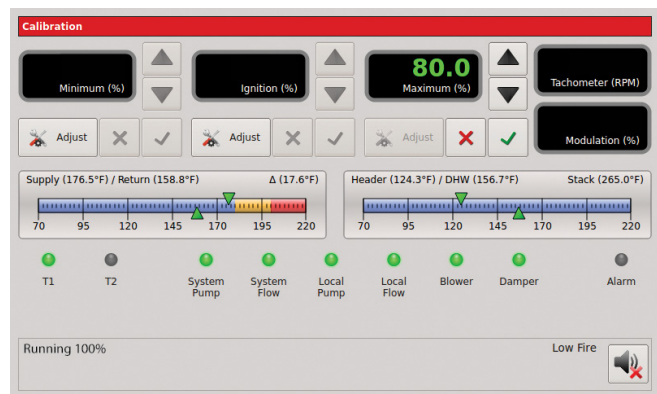 Calibration
80.0
Minimum (%)
Ignition (%)
Maximum (%)
Tachometer (RPM)
Adjust
Adjust
Adjust
Modulation (%)
Supply (176.5°F) / Return (158.8°F) Δ (17.6°F)
Header (124.3°F) / DHW (156.7°F) Stack (265.0°F)
70 95 120 145 170 195 220
70 95 120 145 170 195 220
T1
T2
System Pump
System Flow
Local Pump
Local Flow
Blower
Damper
Alarm
Running 100%
Low Fire